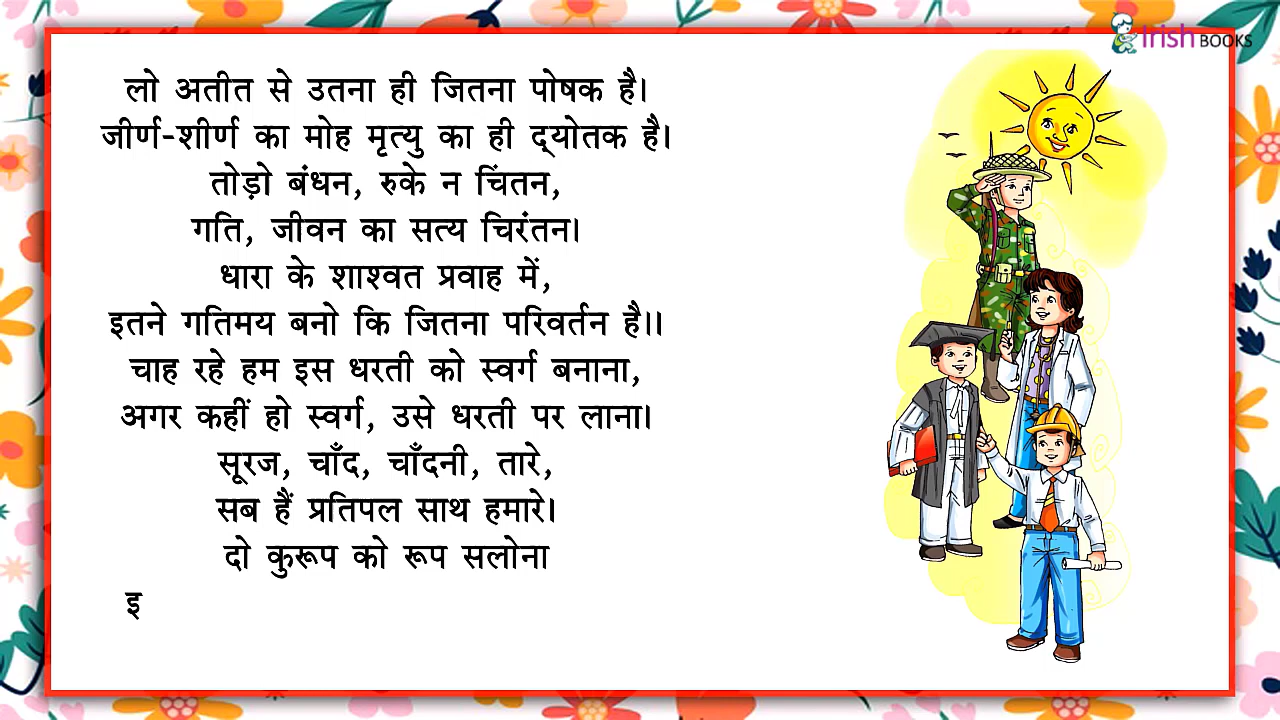 लो अतीत से उतना ही जितना पोषक है।
जीर्ण-शीर्ण का मोह मृत्यु का ही द्‌योतक है।
तोड़ो बंधन, रुके न चिंतन,
गति, जीवन का सत्य चिरंतन।
धारा के शाश्वत प्रवाह में,
इतने गतिमय बनो कि जितना परिवर्तन है।।
चाह रहे हम इस धरती को स्वर्ग बनाना,
अगर कहीं हो स्वर्ग, उसे धरती पर लाना।
सूरज, चाँद, चाँदनी, तारे,
सब हैं प्रतिपल साथ हमारे।
दो कुरूप को रूप सलोना
इ
Irish BOOKS